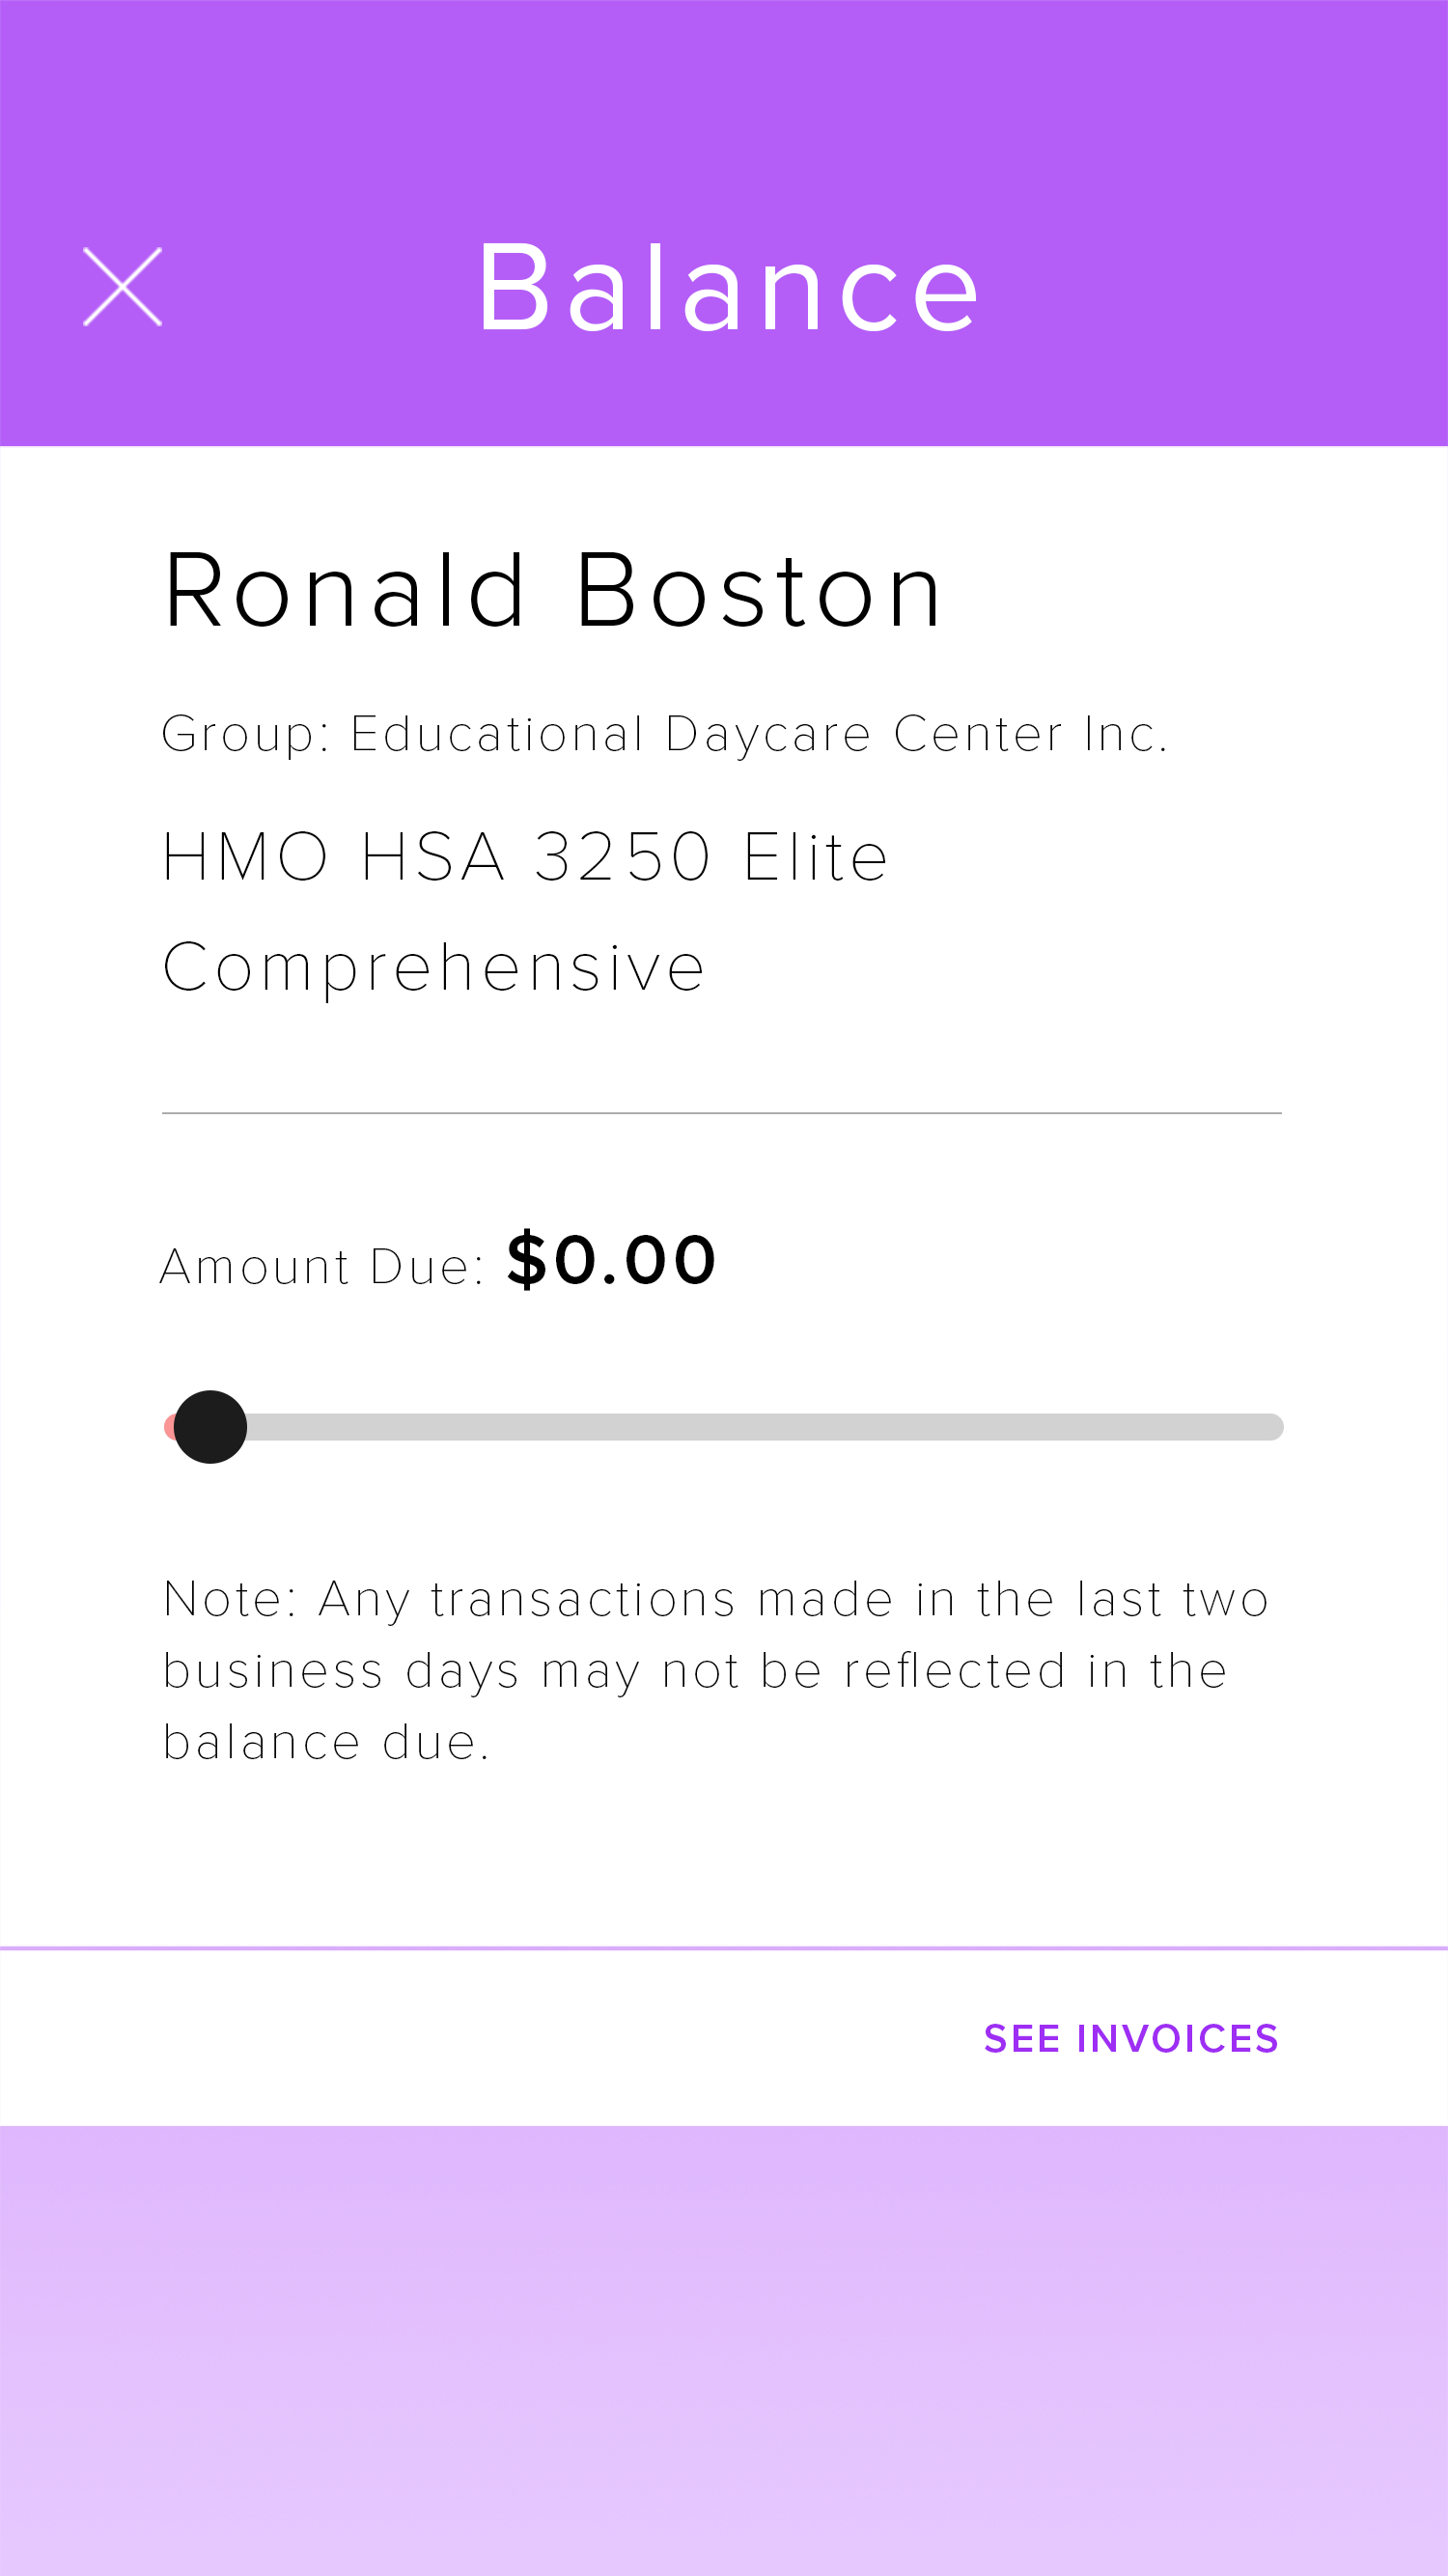 Balance
Ronald Boston
Group: Educational Daycare Center Inc.
HMO HSA 3250 Elite
Comprehensive
Amount Due: $0.00
Note: Any transactions made in the last two
business days may not be reflected in the
balance due.
SEE INVOICES